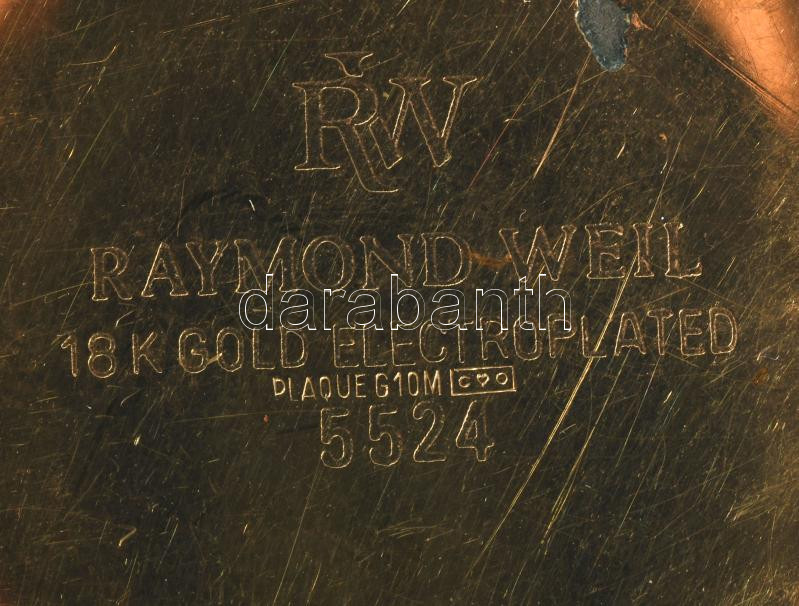 RW
RAYMOND WEIL
darabanth
18K GOLD ELECTROPLATED
PLAQUE G10M
5524